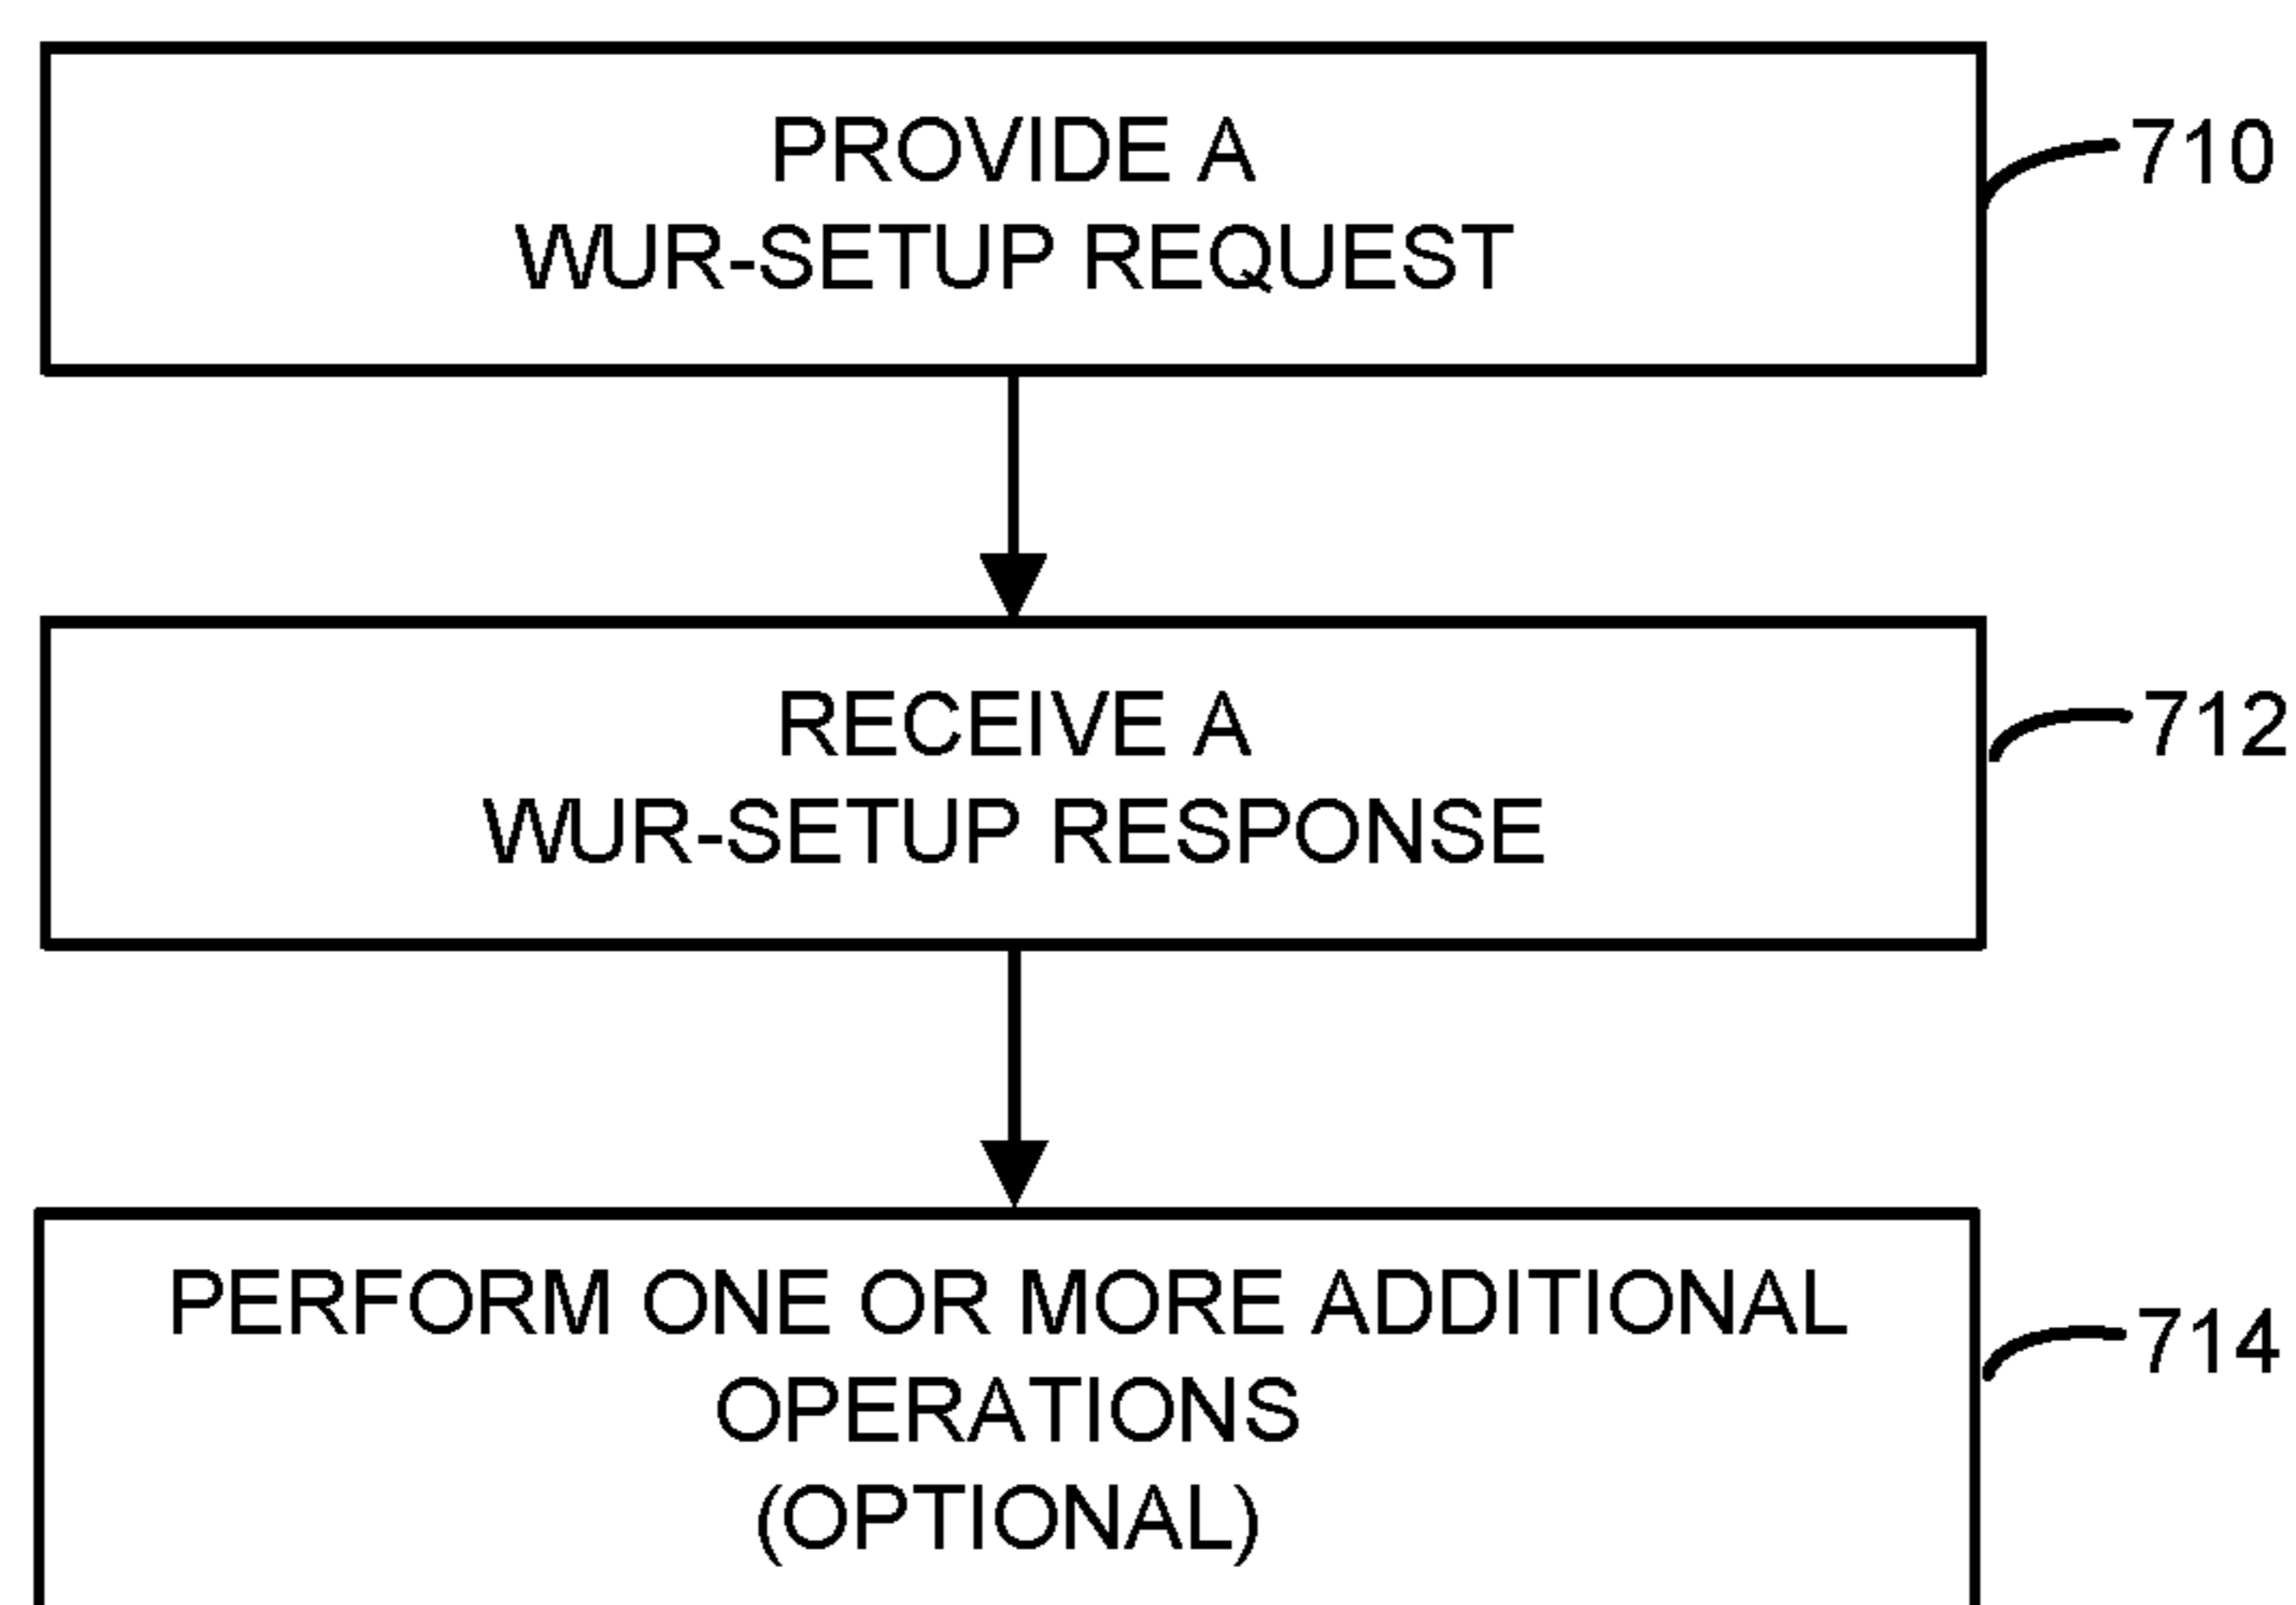 PROVIDE A
WUR-SETUP REQUEST
710
RECEIVE A
WUR-SETUP RESPONSE
712
PERFORM ONE OR MORE ADDITIONAL
OPERATIONS
(OPTIONAL)
714